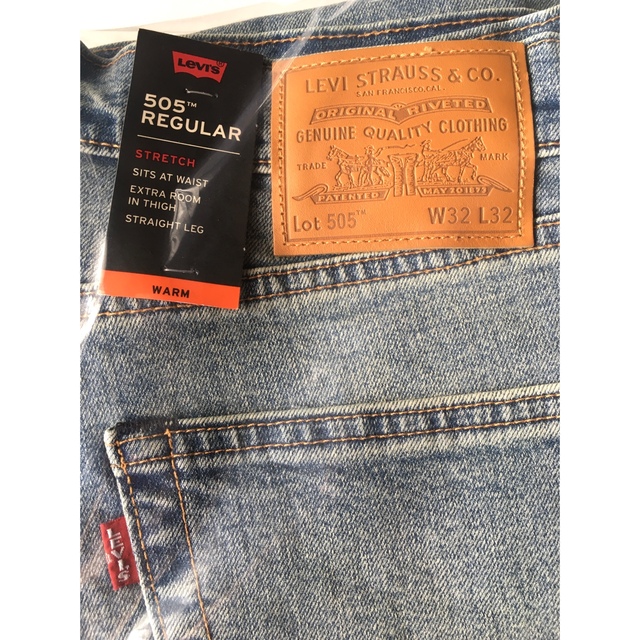 Levi's
505™
REGULAR
STRETCH
SITS AT WAIST
EXTRA ROOM
IN THIGH
STRAIGHT LEG
WARM
LEVI STRAUSS & CO.
SAN FRANCISCO, CAL.
ORIGINAL RIVETED
GENUINE QUALITY CLOTHING
TRADE MARK
PATENTED MAY 20 1873
Lot 505™ W32 L32
LEVI'S